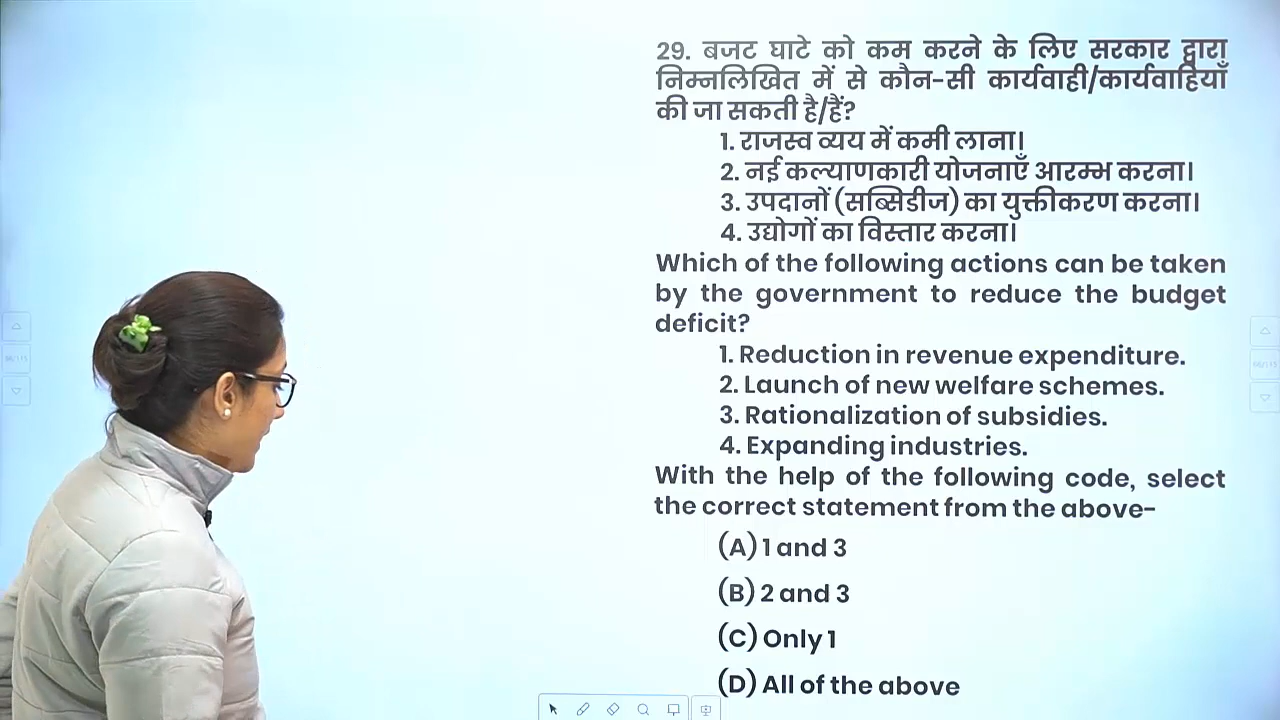 29. बजट घाटे को कम करने के लिए सरकार द्वारा
निम्नलिखित में से कौन-सी कार्यवाही/कार्यवाहियाँ
की जा सकती है/हैं?
1. राजस्व व्यय में कमी लाना।
2. नई कल्याणकारी योजनाएँ आरम्भ करना।
3. उपदानों (सब्सिडीज) का युक्तीकरण करना।
4. उद्योगों का विस्तार करना।
Which of the following actions can be taken
by the government to reduce the budget
deficit?
1. Reduction in revenue expenditure.
2. Launch of new welfare schemes.
3. Rationalization of subsidies.
4. Expanding industries.
With the help of the following code, select
the correct statement from the above-
(A) 1 and 3
(B) 2 and 3
(C) Only 1
(D) All of the above